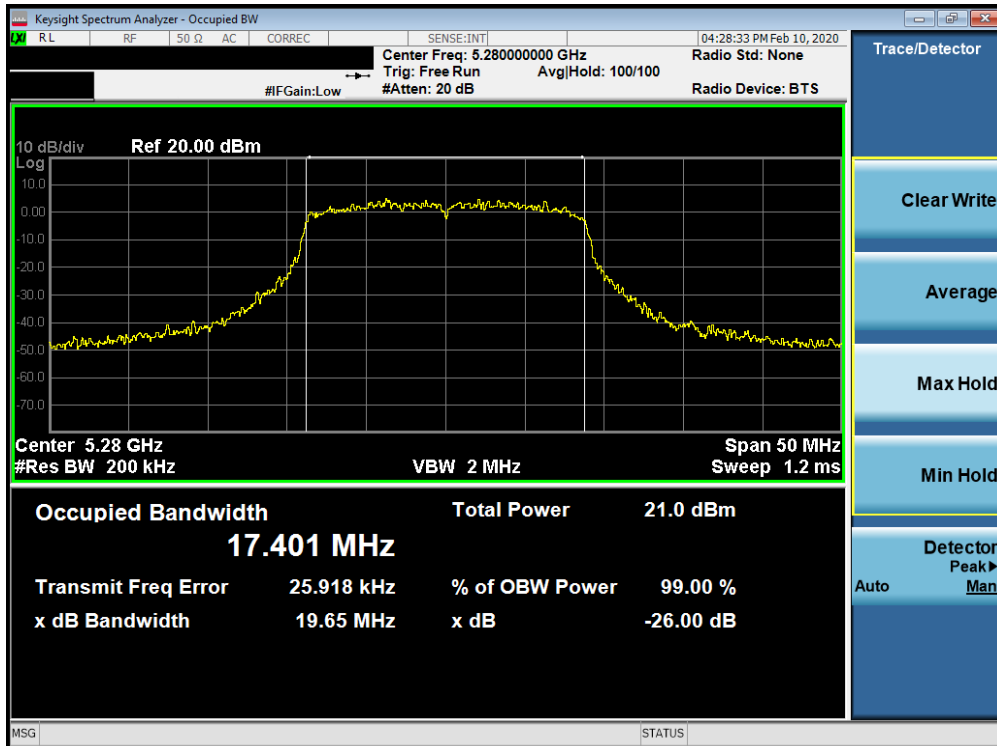 Keysight Spectrum Analyzer - Occupied BW
LXI RL RF 50 Ω AC CORREC SENSE:INT 04:28:33 PM Feb 10, 2020
Center Freq: 5.280000000 GHz Radio Std: None
Trig: Free Run Avg|Hold: 100/100
#IFGain:Low #Atten: 20 dB Radio Device: BTS
10 dB/div Ref 20.00 dBm
Log
10.0
0.00
-10.0
-20.0
-30.0
-40.0
-50.0
-60.0
-70.0
Center 5.28 GHz Span 50 MHz
#Res BW 200 kHz VBW 2 MHz Sweep 1.2 ms
Occupied Bandwidth Total Power 21.0 dBm
17.401 MHz
Transmit Freq Error 25.918 kHz % of OBW Power 99.00 %
x dB Bandwidth 19.65 MHz x dB -26.00 dB
MSG STATUS
Trace/Detector
Clear Write
Average
Max Hold
Min Hold
Detector
Peak▶
Auto Man